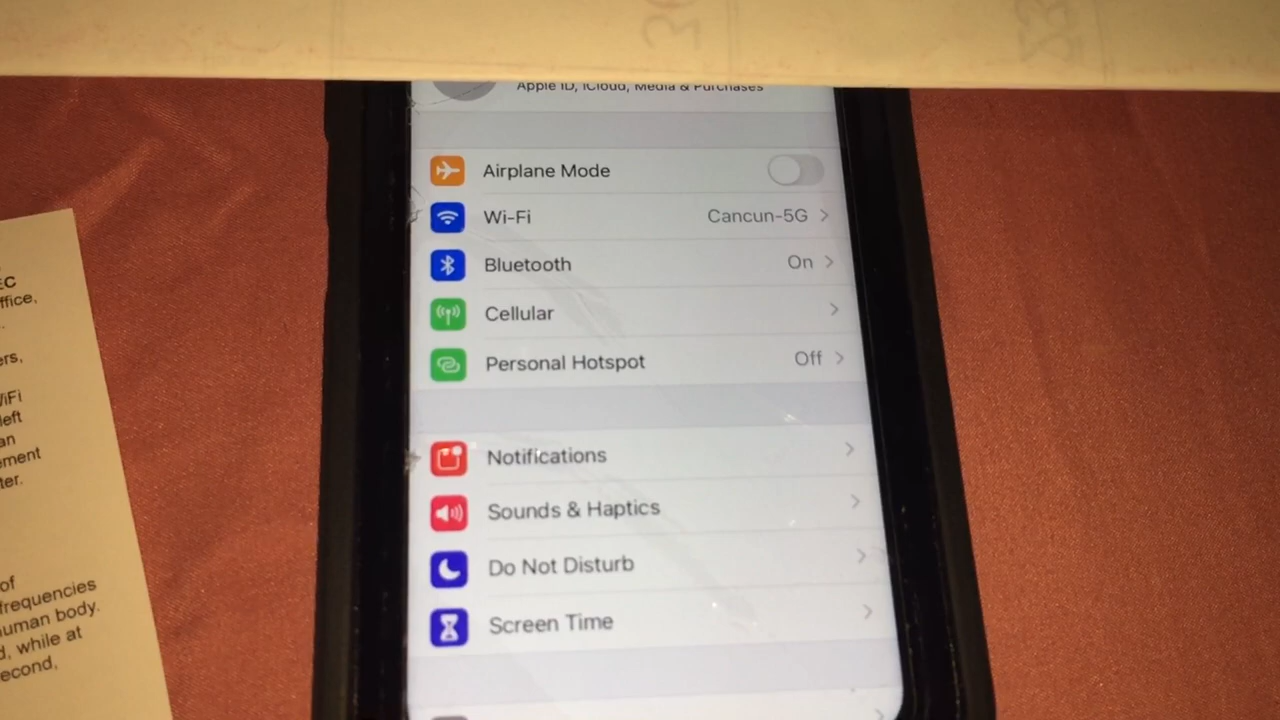 Apple ID, iCloud, Media & Purchases
Airplane Mode
Wi-Fi Cancun-5G
Bluetooth On
Cellular
Personal Hotspot Off
Notifications
Sounds & Haptics
Do Not Disturb
Screen Time
EC
ffice,
ers,
WiFi
left
an
ement
ter.
of
frequencies
human body.
d, while at
econd,